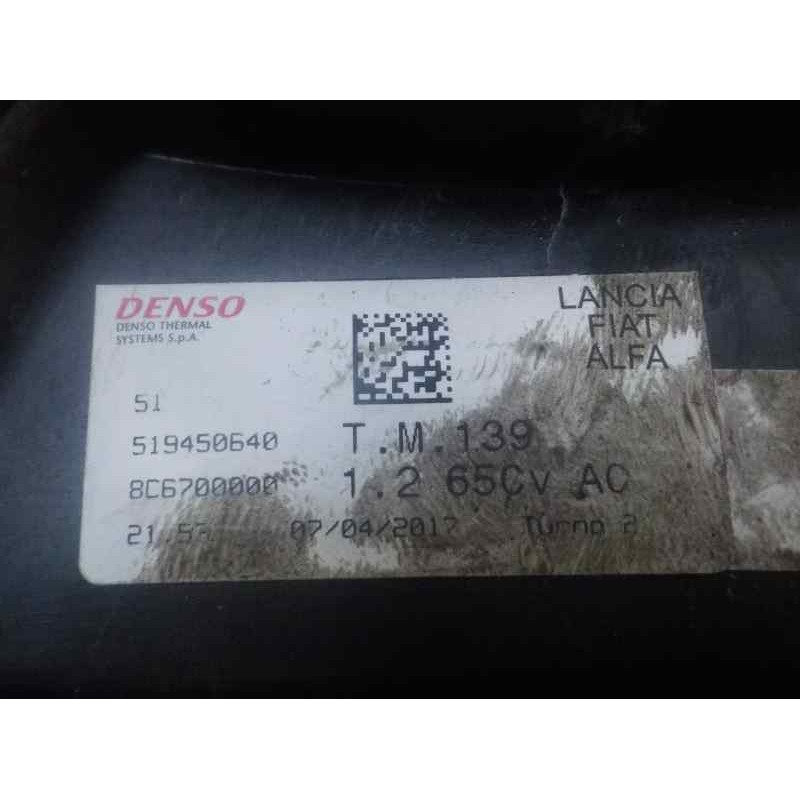 DENSO
DENSO THERMAL
SYSTEMS S.p.A.
LANCIA
FIAT
ALFA
51
519450640 T.M.139
8C6700000 1.2 65Cv AC
07/04/2017 Turno 2